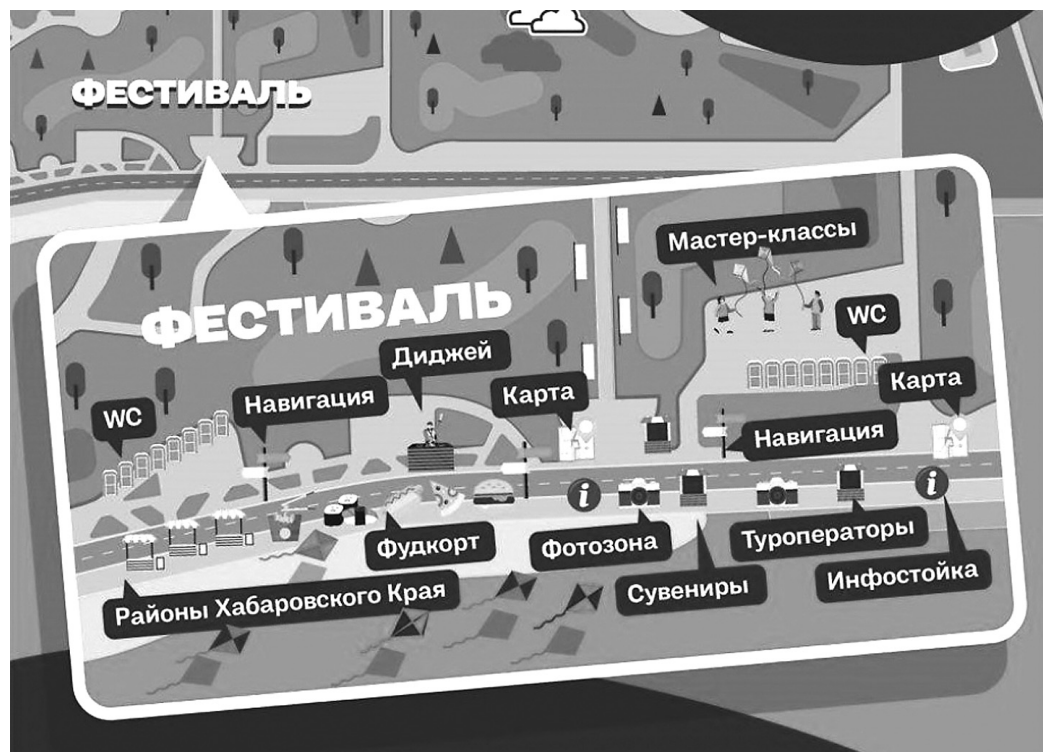 ФЕСТИВАЛЬ
Мастер-классы
ФЕСТИВАЛЬ
WC
Диджей
Карта
Карта
Навигация
WC
Навигация
i
i
Фудкорт
Фотозона
Туроператоры
Районы Хабаровского Края
Сувениры
Инфостойка